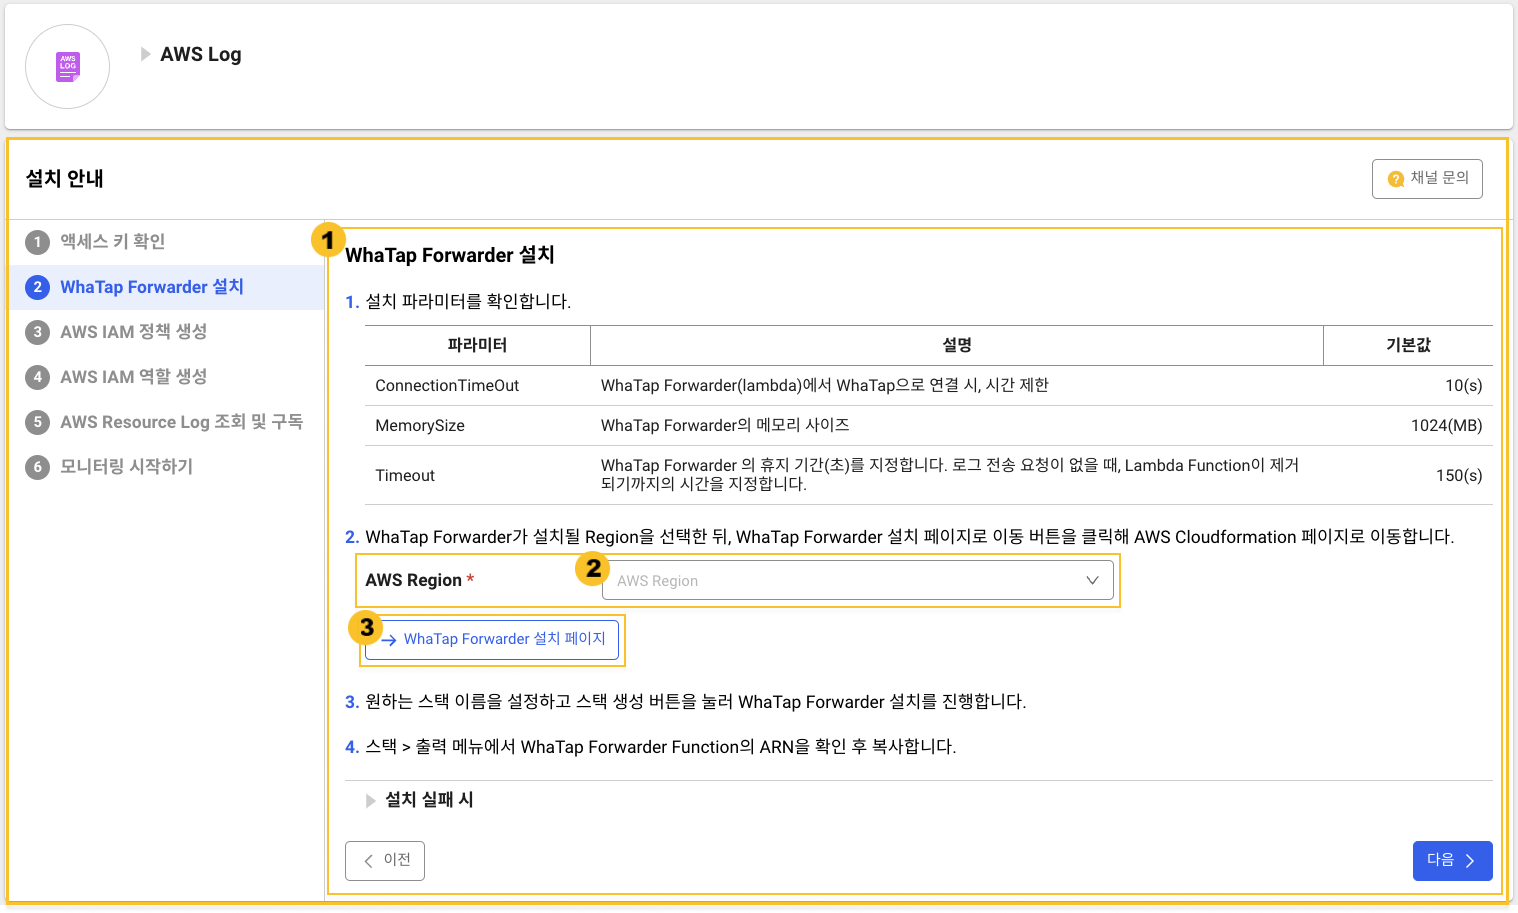 AWS
LOG
AWS Log
설치 안내
? 채널 문의
1 액세스 키 확인
2 WhaTap Forwarder 설치
3 AWS IAM 정책 생성
4 AWS IAM 역할 생성
5 AWS Resource Log 조회 및 구독
6 모니터링 시작하기
1
WhaTap Forwarder 설치
1. 설치 파라미터를 확인합니다.
파라미터 설명 기본값
ConnectionTimeOut WhaTap Forwarder(lambda)에서 WhaTap으로 연결 시, 시간 제한 10(s)
MemorySize WhaTap Forwarder의 메모리 사이즈 1024(MB)
Timeout WhaTap Forwarder 의 휴지 기간(초)를 지정합니다. 로그 전송 요청이 없을 때, Lambda Function이 제거
되기까지의 시간을 지정합니다. 150(s)
2. WhaTap Forwarder가 설치될 Region을 선택한 뒤, WhaTap Forwarder 설치 페이지로 이동 버튼을 클릭해 AWS Cloudformation 페이지로 이동합니다.
AWS Region * 2 AWS Region
3 → WhaTap Forwarder 설치 페이지
3. 원하는 스택 이름을 설정하고 스택 생성 버튼을 눌러 WhaTap Forwarder 설치를 진행합니다.
4. 스택 > 출력 메뉴에서 WhaTap Forwarder Function의 ARN을 확인 후 복사합니다.
설치 실패 시
이전
다음